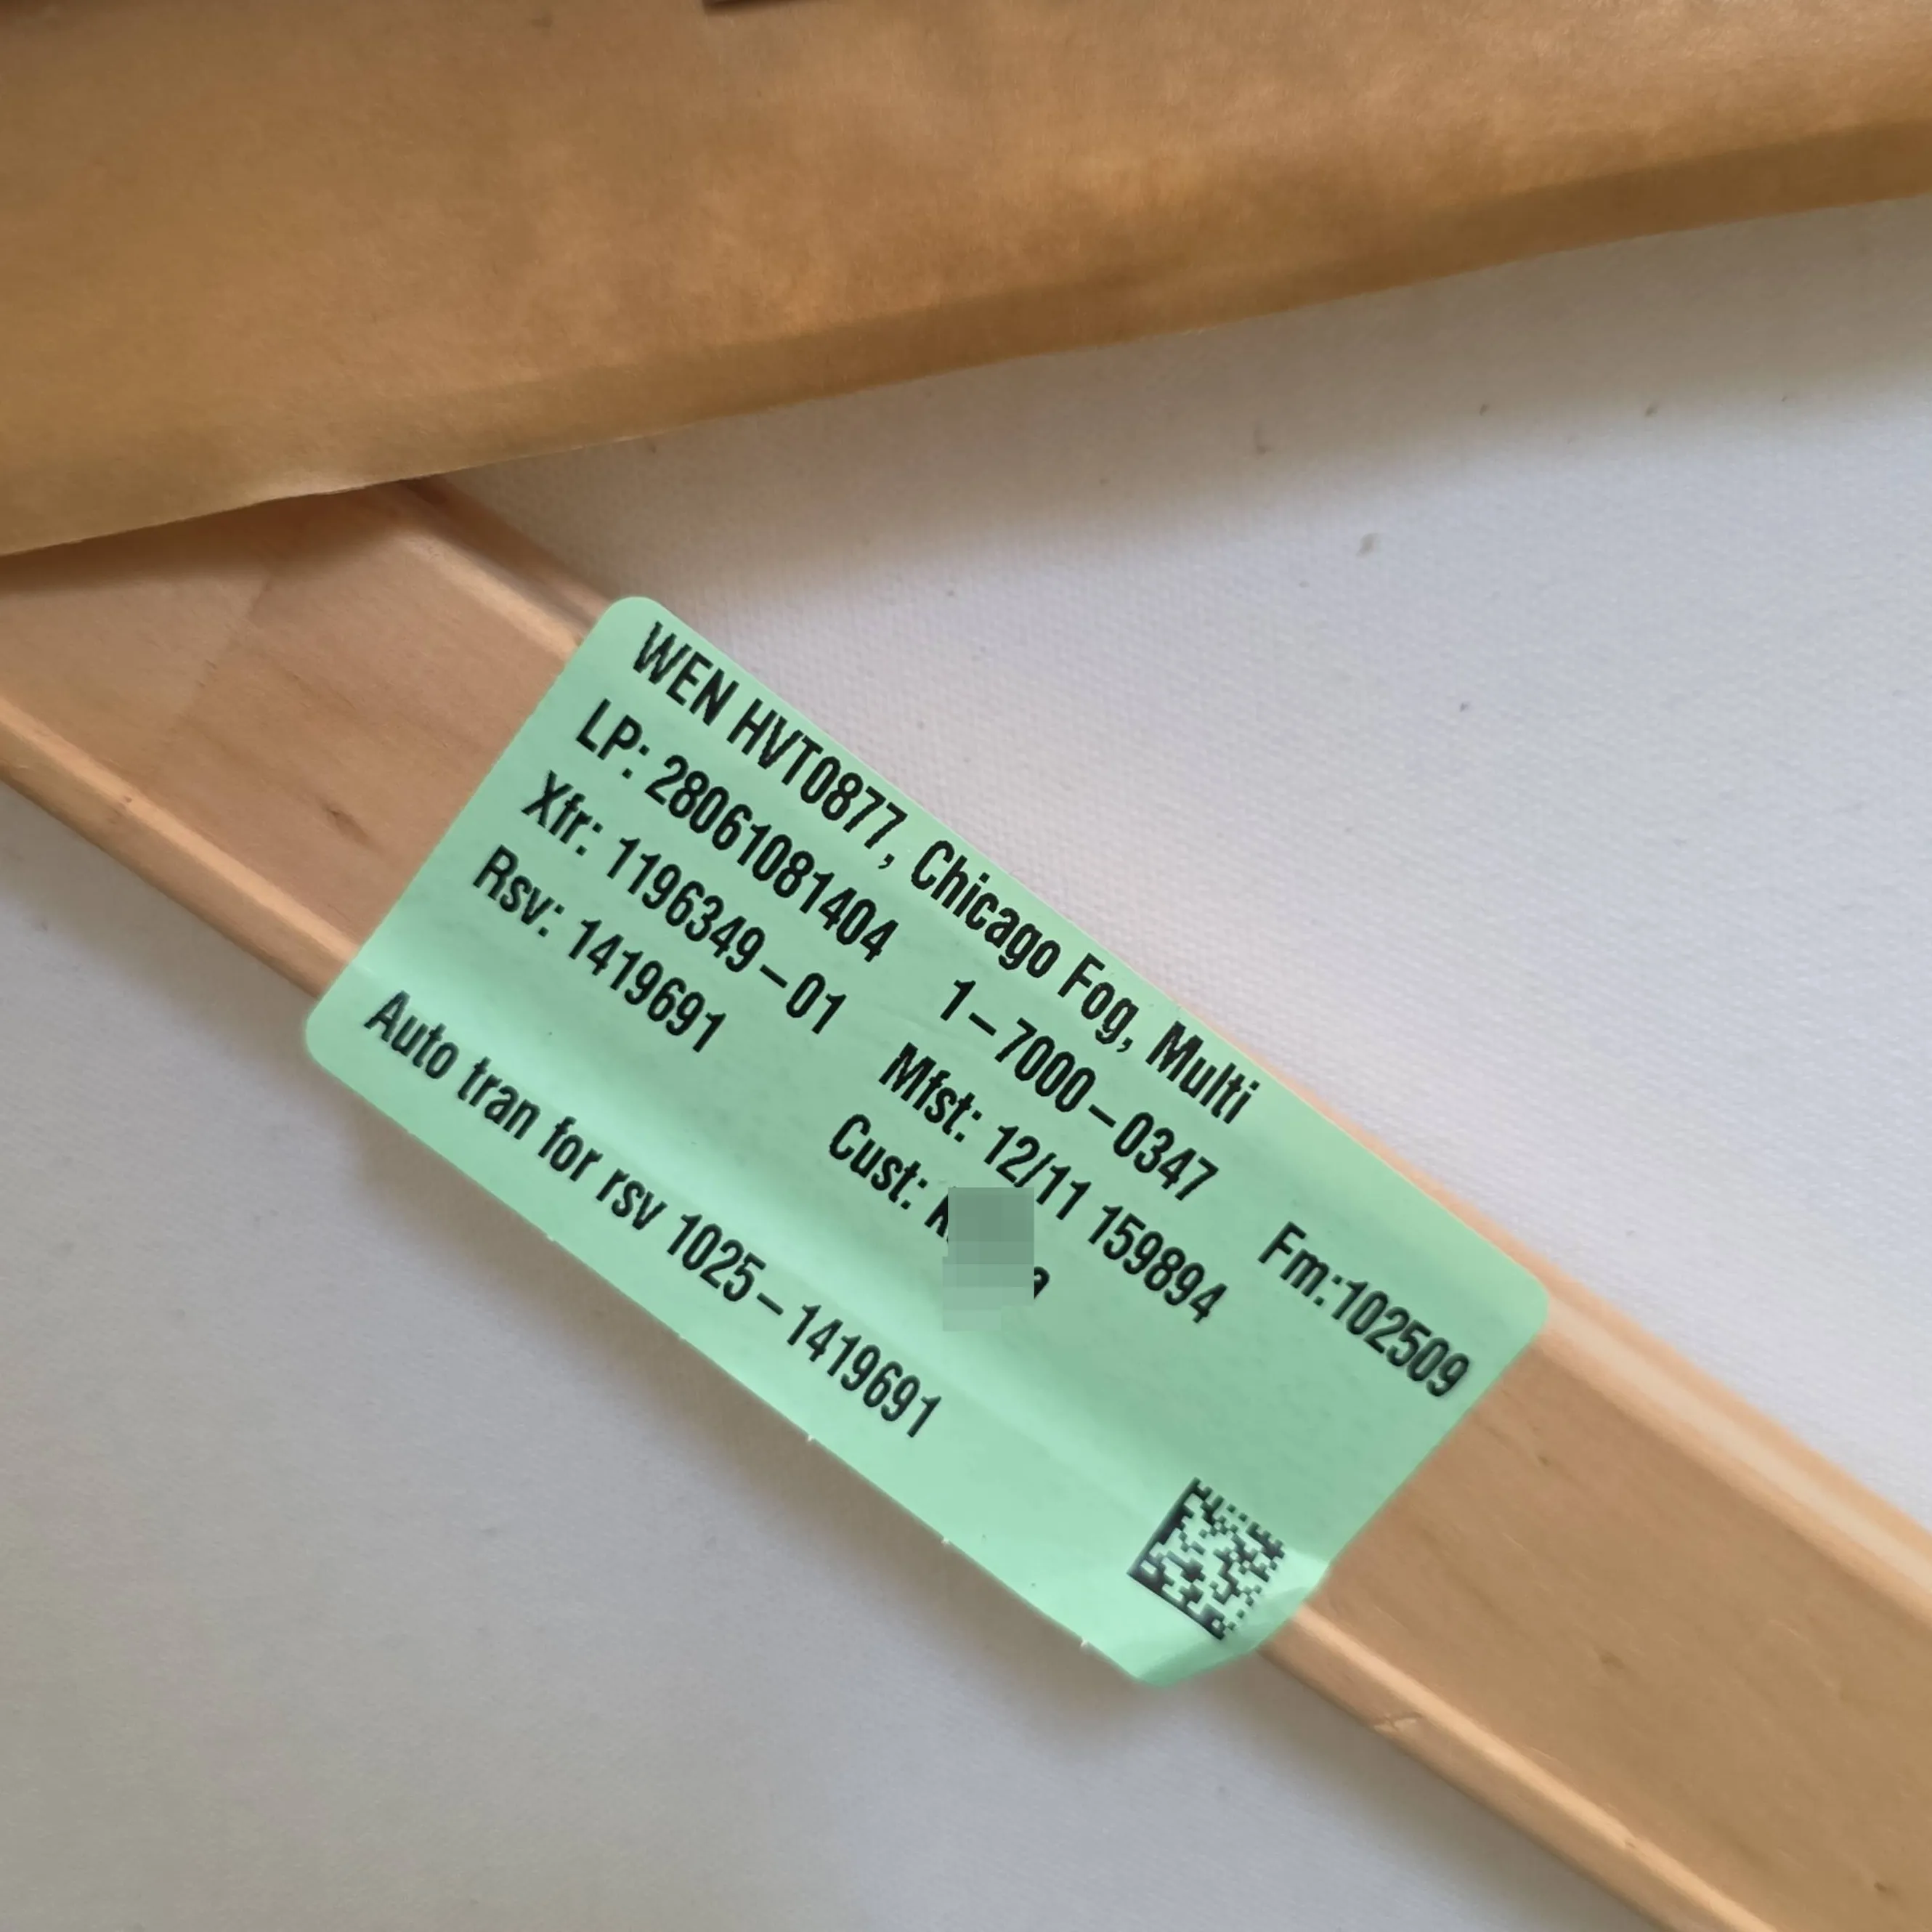 WEN HVT0877, Chicago Fog, Multi
LP: 28061081404 1-7000-0347 Fm:102509
Xfr: 1196349-01 Mfst: 12/11 159894
Rsv: 1419691 Cust:
Auto tran for rsv 1025-1419691